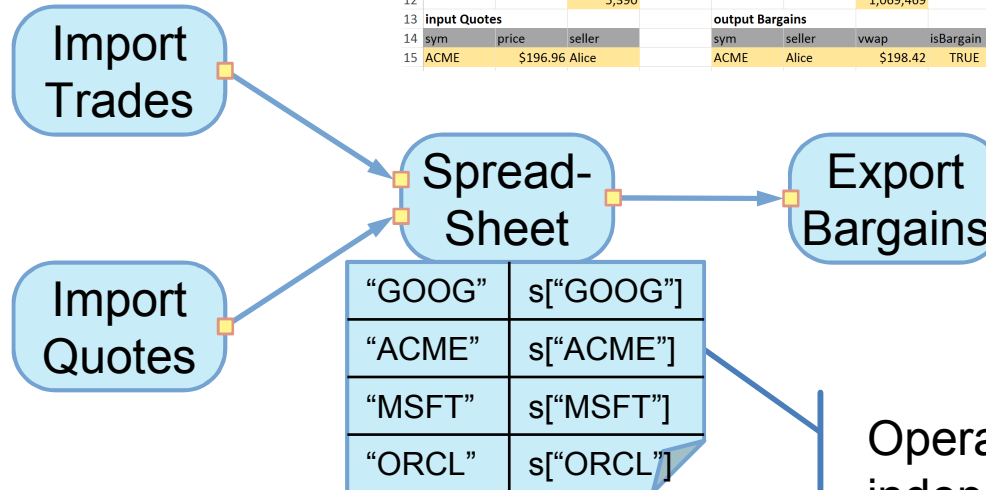 12 5,390 1,069,469
13 input Quotes output Bargains
14 sym price seller sym seller vwap isBargain
15 ACME $196.96 Alice ACME Alice $198.42 TRUE
Import
Trades
Spread-
Sheet
Export
Bargains
Import
Quotes
“GOOG” s[“GOOG”]
“ACME” s[“ACME”]
“MSFT” s[“MSFT”]
“ORCL” s[“ORCL”]
Opera